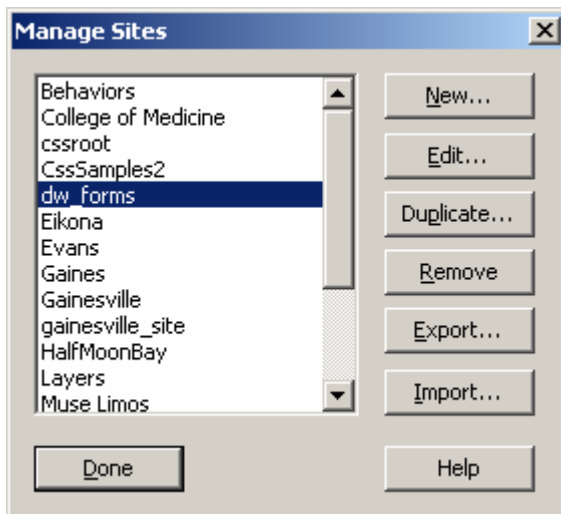 Manage Sites
Behaviors
College of Medicine
cssroot
CssSamples2
dw_forms
Eikona
Evans
Gaines
Gainesville
gainesville_site
HalfMoonBay
Layers
Muse Limos
New...
Edit...
Duplicate...
Remove
Export...
Import...
Done
Help